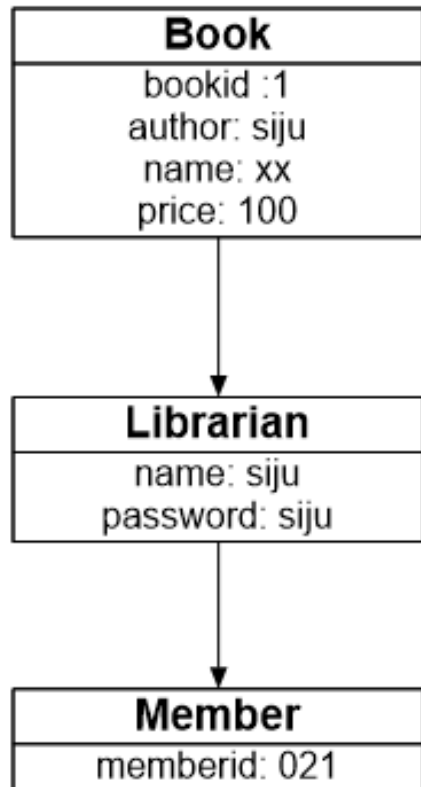 Book
bookid :1
author: siju
name: xx
price: 100
Librarian
name: siju
password: siju
Member
memberid: 021